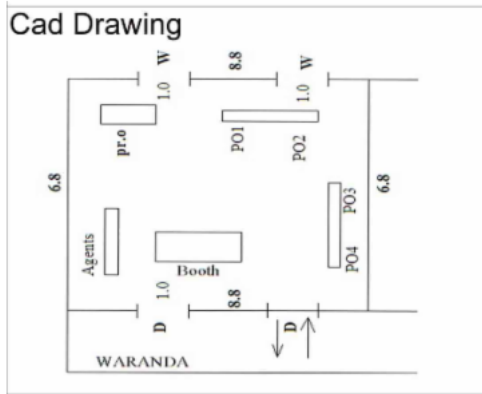 Cad Drawing
W
8.8
W
1.0
1.0
pr.o
PO1
PO2
6.8
PO3
6.8
Agents
PO4
Booth
1.0
8.8
D
D
WARANDA